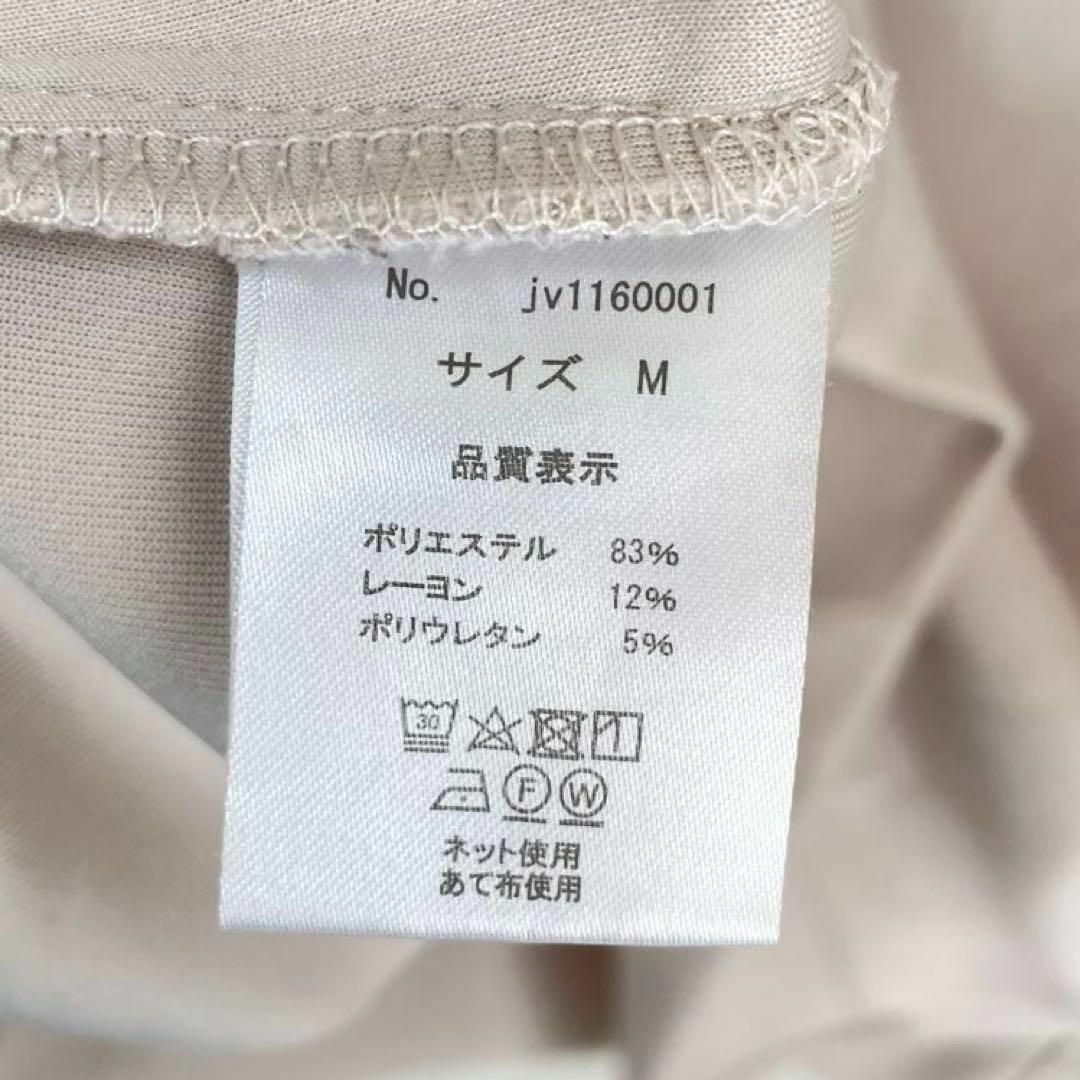 No. jv1160001
サイズ M
品質表示
ポリエステル 83%
レーヨン 12%
ポリウレタン 5%
30
F W
ネット使用
あて布使用